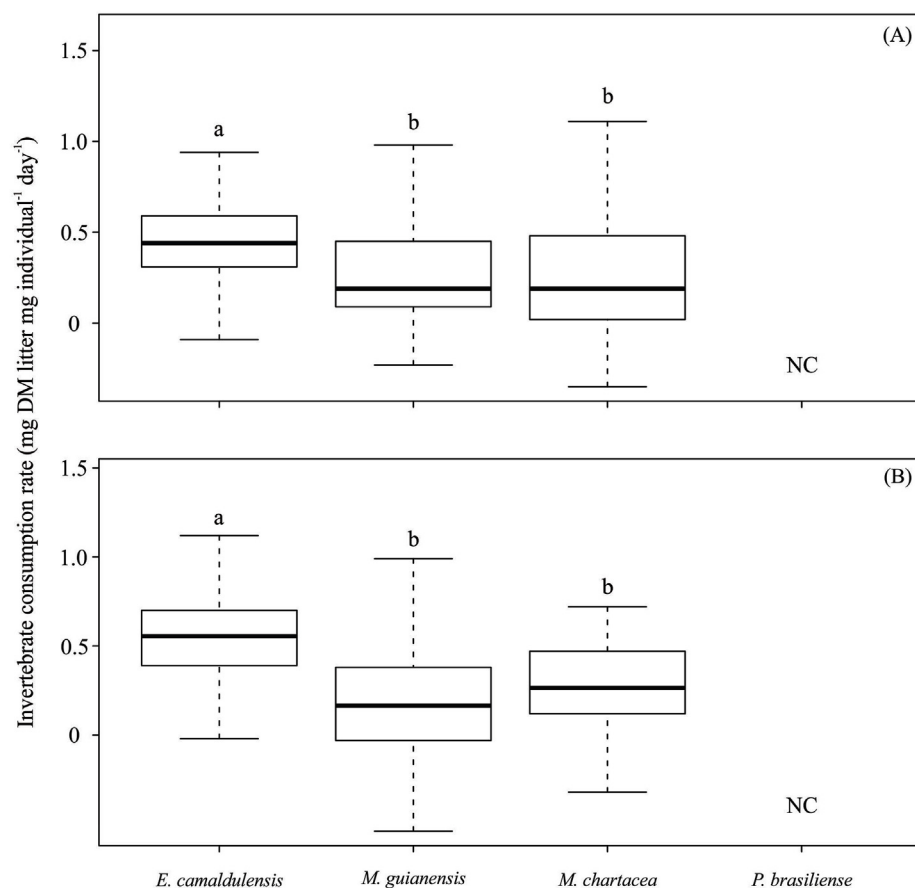 Invertebrate consumption rate (mg DM litter mg individual⁻¹ day⁻¹)
(A)
1.5
1.0
0.5
0
a
b
b
NC
(B)
1.5
1.0
0.5
0
a
b
b
NC
E. camaldulensis M. guianensis M. chartacea P. brasiliense